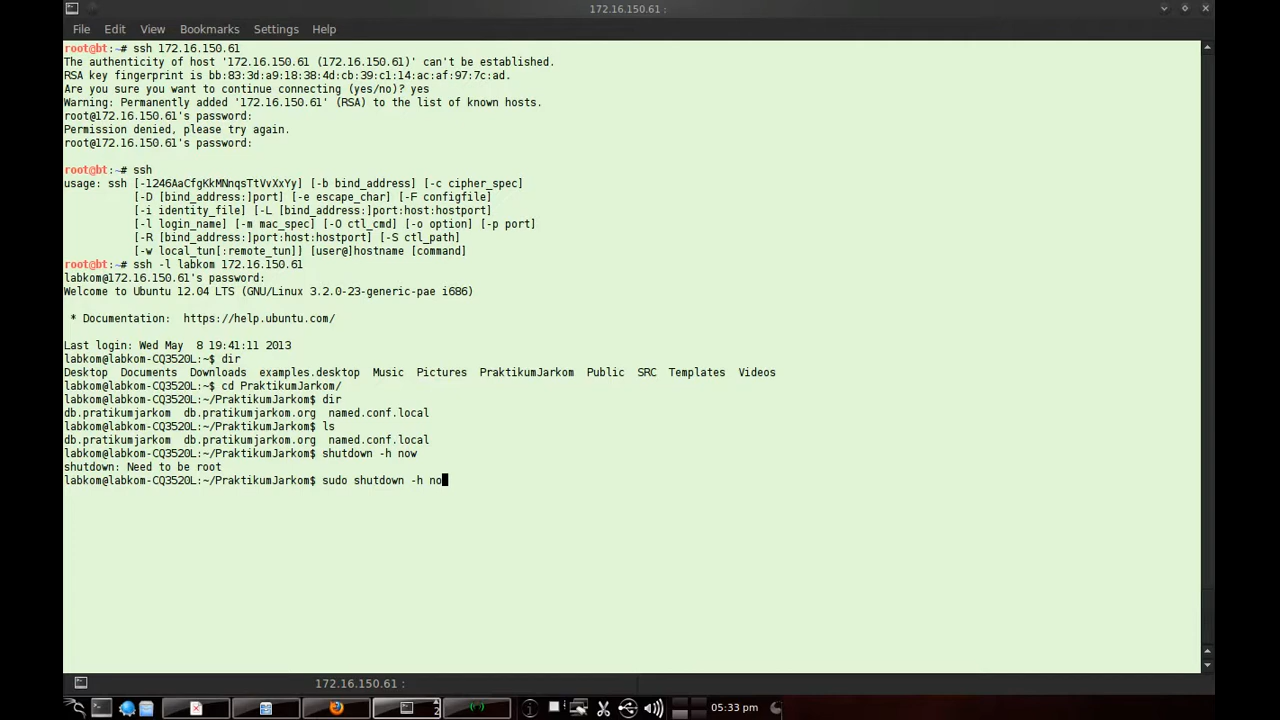 172.16.150.61 :
File Edit View Bookmarks Settings Help
root@bt:~# ssh 172.16.150.61
The authenticity of host '172.16.150.61 (172.16.150.61)' can't be established.
RSA key fingerprint is bb:83:3d:a9:18:38:4d:cb:39:c1:14:ac:af:97:7c:ad.
Are you sure you want to continue connecting (yes/no)? yes
Warning: Permanently added '172.16.150.61' (RSA) to the list of known hosts.
root@172.16.150.61's password:
Permission denied, please try again.
root@172.16.150.61's password:
root@bt:~# ssh
usage: ssh [-1246AaCfgKkMNnqsTtVvXxYy] [-b bind_address] [-c cipher_spec]
[-D [bind_address:]port] [-e escape_char] [-F configfile]
[-i identity_file] [-L [bind_address:]port:host:hostport]
[-l login_name] [-m mac_spec] [-O ctl_cmd] [-o option] [-p port]
[-R [bind_address:]port:host:hostport] [-S ctl_path]
[-w local_tun[:remote_tun]] [user@]hostname [command]
root@bt:~# ssh -l labkom 172.16.150.61
labkom@172.16.150.61's password:
Welcome to Ubuntu 12.04 LTS (GNU/Linux 3.2.0-23-generic-pae i686)
* Documentation: https://help.ubuntu.com/
Last login: Wed May 8 19:41:11 2013
labkom@labkom-CQ3520L:~$ dir
Desktop Documents Downloads examples.desktop Music Pictures PraktikumJarkom Public SRC Templates Videos
labkom@labkom-CQ3520L:~$ cd PraktikumJarkom/
labkom@labkom-CQ3520L:~/PraktikumJarkom$ dir
db.pratikumjarkom db.pratikumjarkom.org named.conf.local
labkom@labkom-CQ3520L:~/PraktikumJarkom$ ls
db.pratikumjarkom db.pratikumjarkom.org named.conf.local
labkom@labkom-CQ3520L:~/PraktikumJarkom$ shutdown -h now
shutdown: Need to be root
labkom@labkom-CQ3520L:~/PraktikumJarkom$ sudo shutdown -h no
172.16.150.61 :
2
05:33 pm